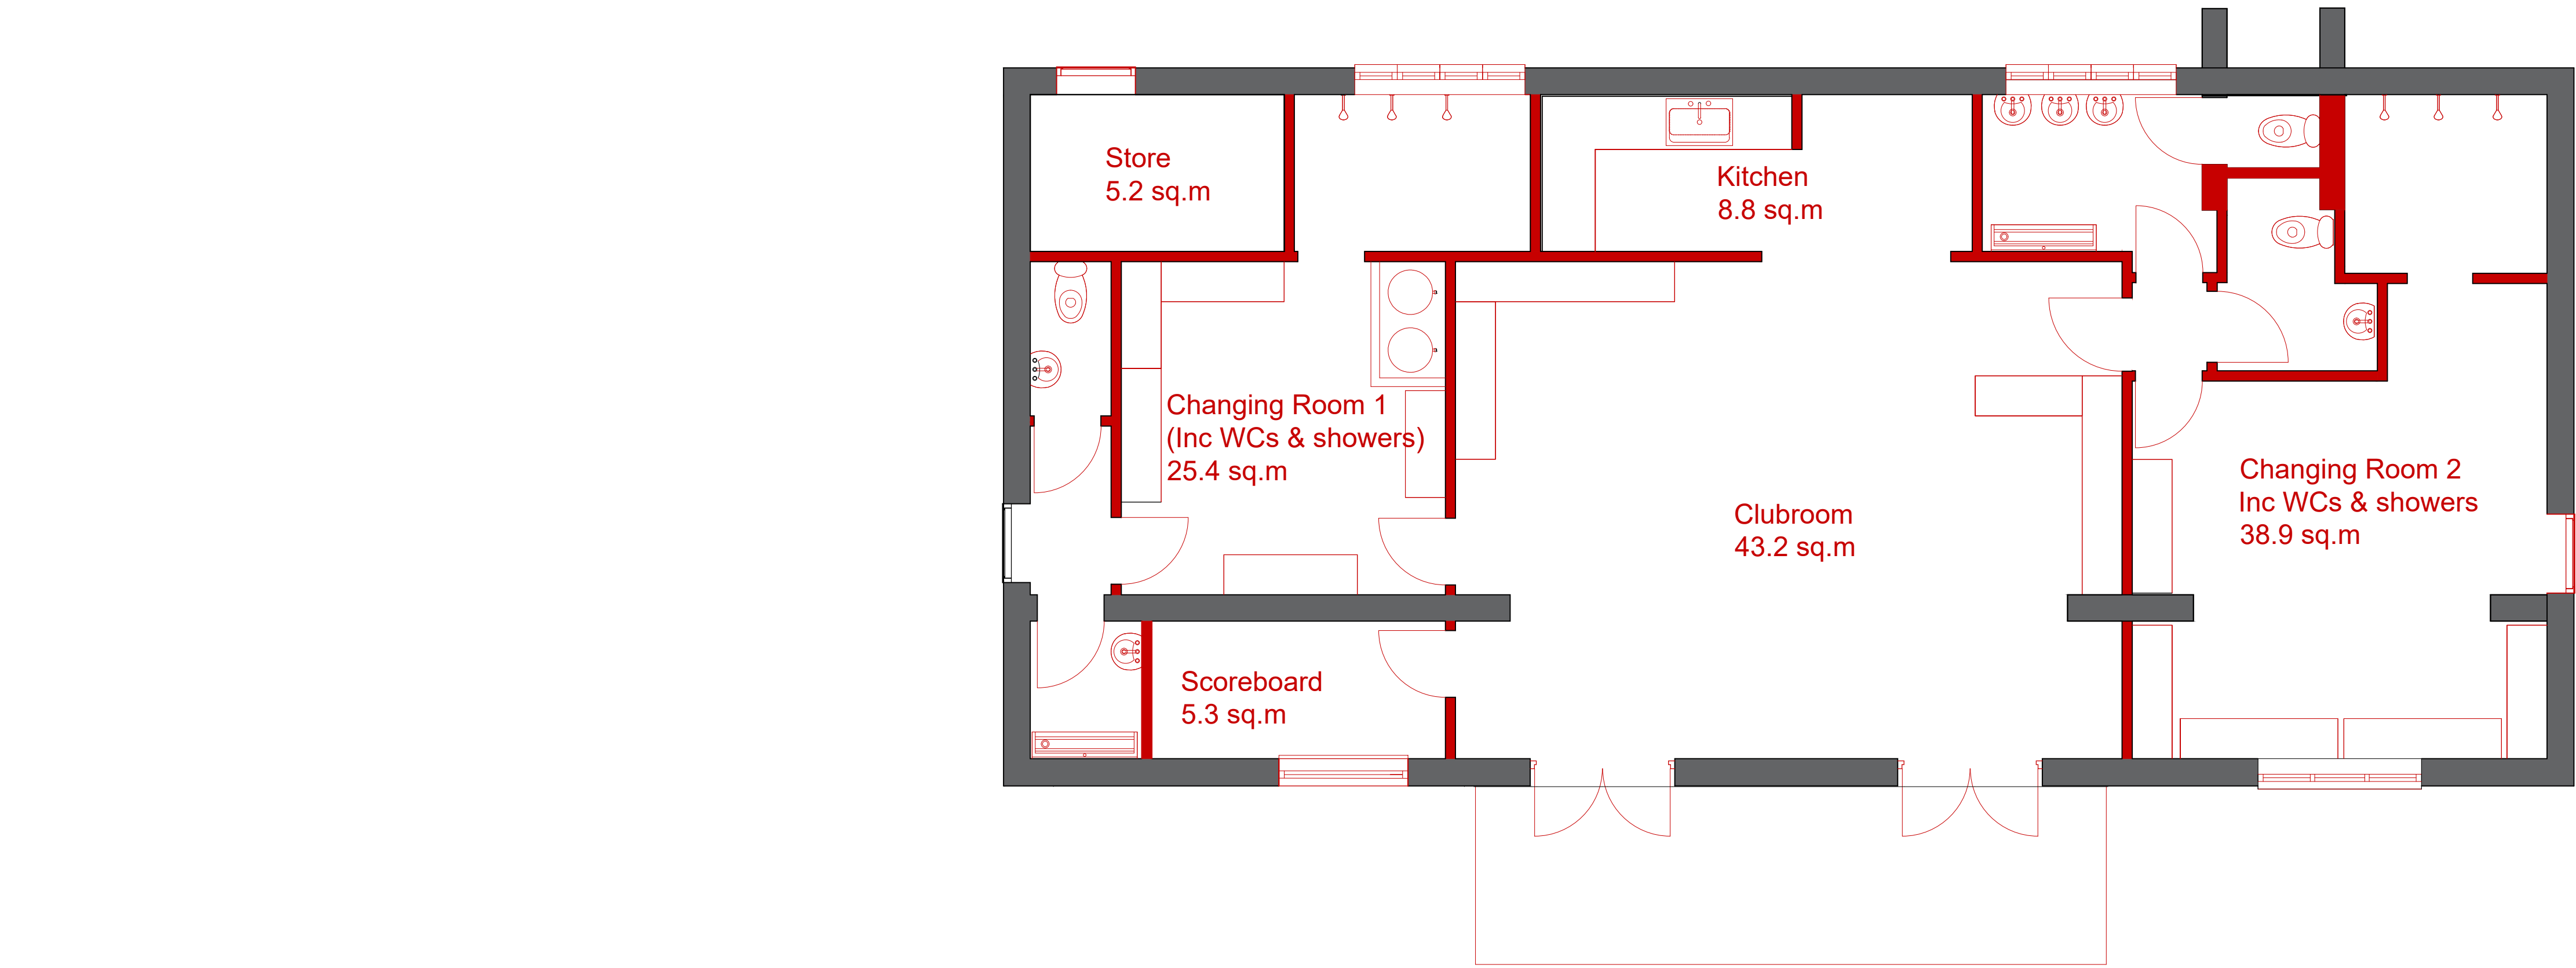 Store
5.2 sq.m
Kitchen
8.8 sq.m
Changing Room 1
(Inc WCs & showers)
25.4 sq.m
Clubroom
43.2 sq.m
Changing Room 2
Inc WCs & showers
38.9 sq.m
Scoreboard
5.3 sq.m